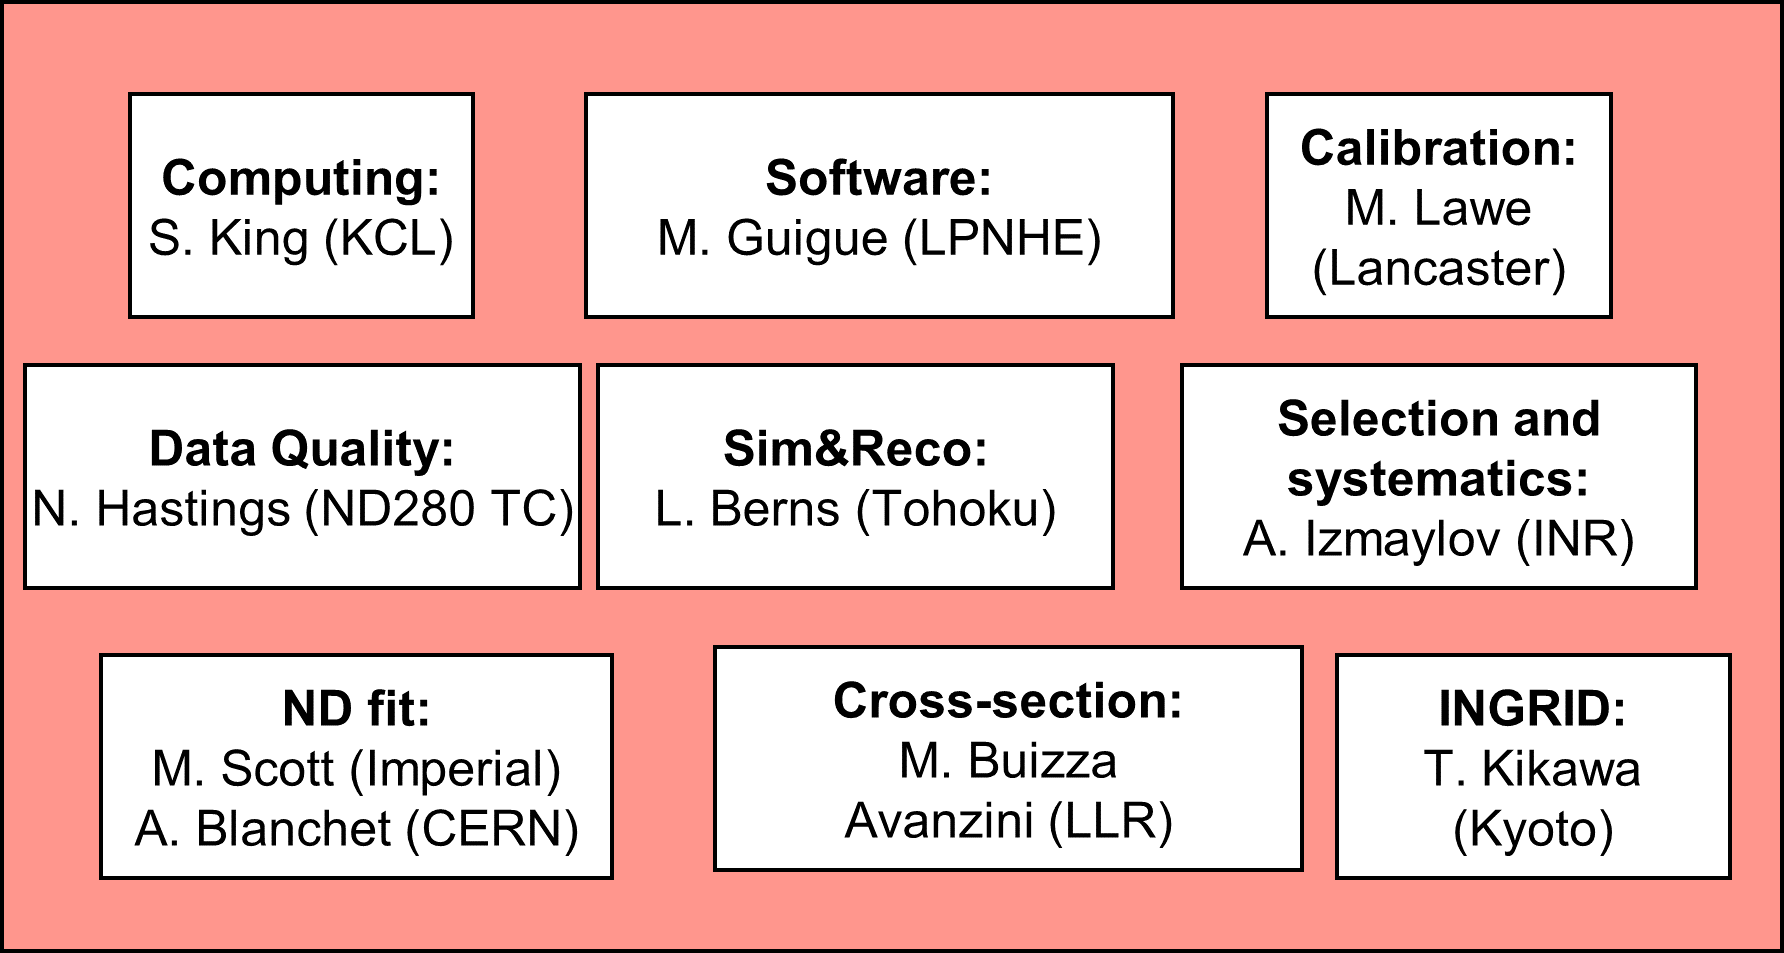 Computing:
S. King (KCL)
Software:
M. Guigue (LPNHE)
Calibration:
M. Lawe
(Lancaster)
Data Quality:
N. Hastings (ND280 TC)
Sim&Reco:
L. Berns (Tohoku)
Selection and
systematics:
A. Izmaylov (INR)
ND fit:
M. Scott (Imperial)
A. Blanchet (CERN)
Cross-section:
M. Buizza
Avanzini (LLR)
INGRID:
T. Kikawa
(Kyoto)